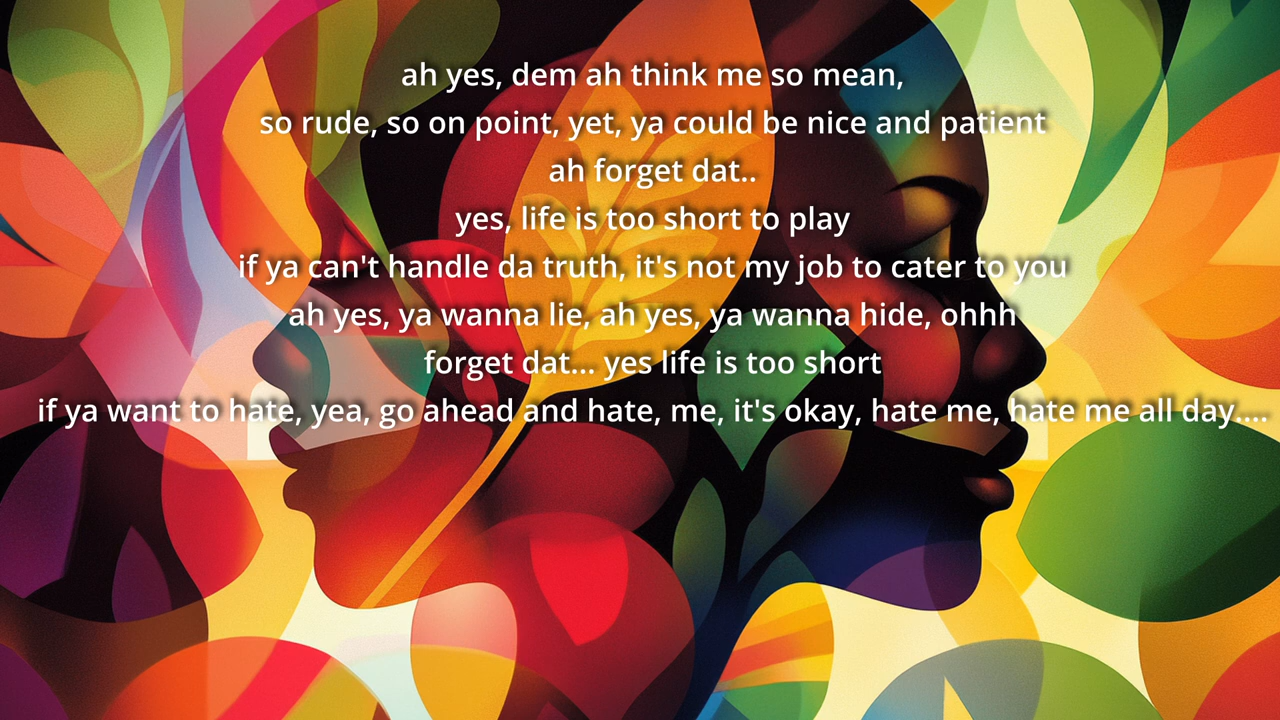 ah yes, dem ah think me so mean,
so rude, so on point, yet, ya could be nice and patient
ah forget dat..
yes, life is too short to play
if ya can't handle da truth, it's not my job to cater to you
ah yes, ya wanna lie, ah yes, ya wanna hide, ohhh
forget dat... yes life is too short
if ya want to hate, yea, go ahead and hate, me, it's okay, hate me, hate me all day....